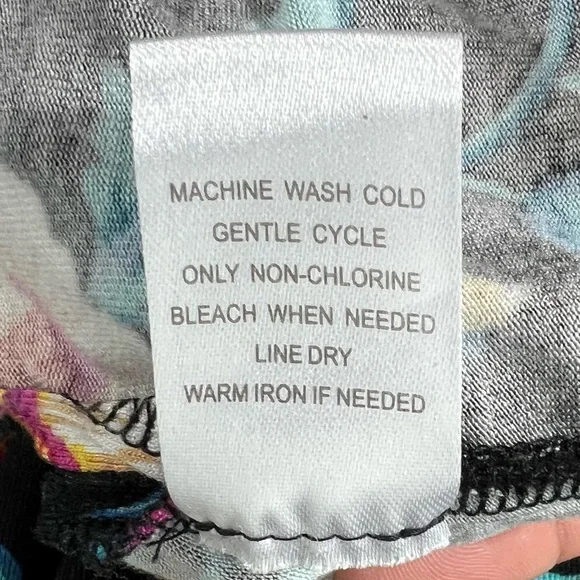 MACHINE WASH COLD
GENTLE CYCLE
ONLY NON-CHLORINE
BLEACH WHEN NEEDED
LINE DRY
WARM IRON IF NEEDED